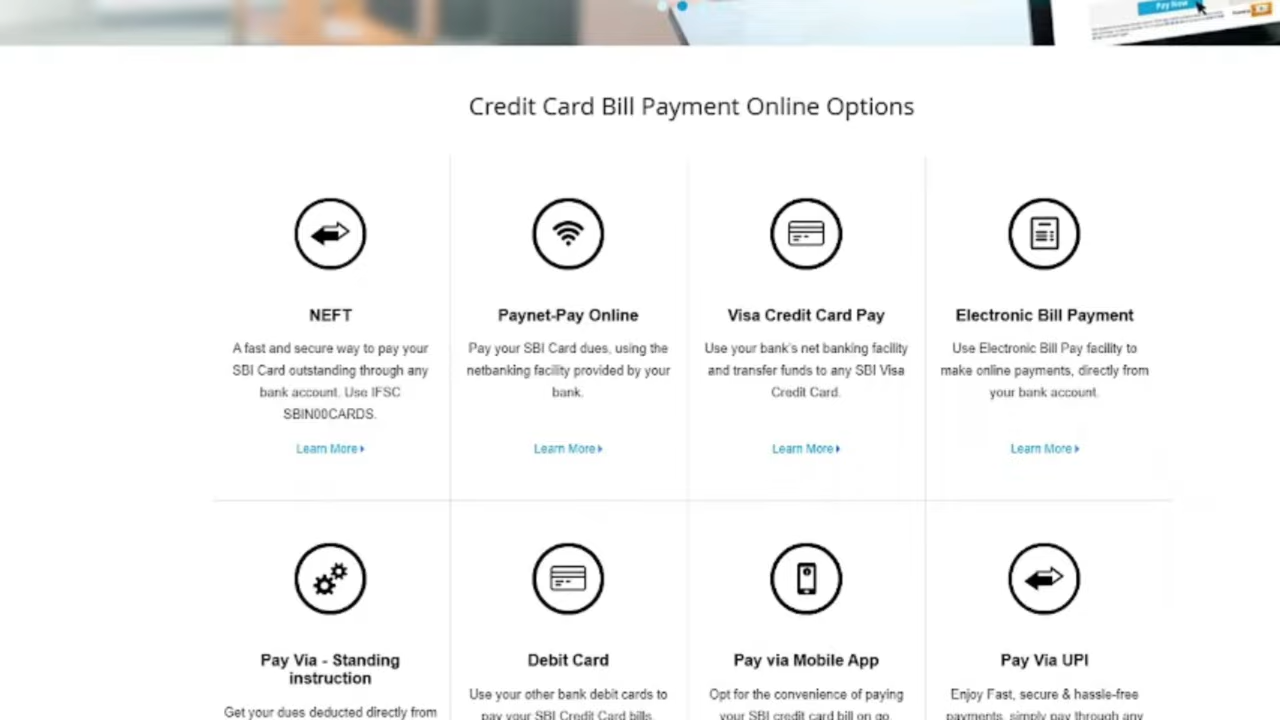 Pay Now
Credit Card Bill Payment Online Options
NEFT
A fast and secure way to pay your
SBI Card outstanding through any
bank account. Use IFSC
SBIN00CARDS.
Learn More
Paynet-Pay Online
Pay your SBI Card dues, using the
netbanking facility provided by your
bank.
Learn More
Visa Credit Card Pay
Use your bank's net banking facility
and transfer funds to any SBI Visa
Credit Card.
Learn More
Electronic Bill Payment
Use Electronic Bill Pay facility to
make online payments, directly from
your bank account.
Learn More
Pay Via - Standing
instruction
Get your dues deducted directly from
Debit Card
Use your other bank debit cards to
pay your SBI Credit Card bills.
Pay via Mobile App
Opt for the convenience of paying
your SBI credit card bill on go.
Pay Via UPI
Enjoy Fast, secure & hassle-free
payments, simply pay through any